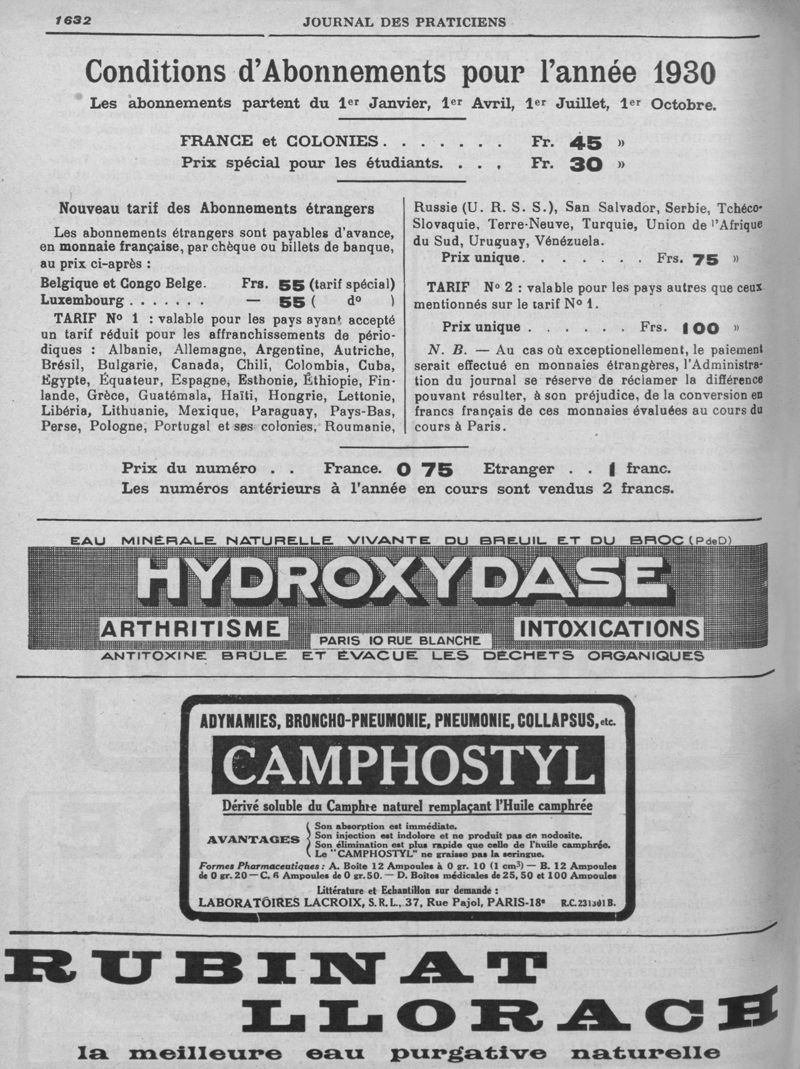 1632
JOURNAL DES PRATICIENS
Conditions d'Abonnements pour l'année 1930
Les abonnements partent du 1er Janvier, 1er Avril, 1er Juillet, 1er Octobre.
FRANCE et COLONIES. . . . . . . Fr. 45 »
Prix spécial pour les étudiants. . . . Fr. 30 »
Nouveau tarif des Abonnements étrangers
Les abonnements étrangers sont payables d'avance,
en monnaie française, par chèque ou billets de banque,
au prix ci-après :
Belgique et Congo Belge. Frs. 55 (tarif spécial)
Luxembourg . . . . . . . — 55 ( do )
TARIF No 1 : valable pour les pays ayant accepté
un tarif réduit pour les affranchissements de pério-
diques : Albanie, Allemagne, Argentine, Autriche,
Brésil, Bulgarie, Canada, Chili, Colombia, Cuba,
Egypte, Équateur, Espagne, Esthonie, Éthiopie, Fin-
lande, Grèce, Guatémala, Haïti, Hongrie, Lettonie,
Libéria, Lithuanie, Mexique, Paraguay, Pays-Bas,
Perse, Pologne, Portugal et ses colonies, Roumanie,
Russie (U. R. S. S.), San Salvador, Serbie, Tchéco-
Slovaquie, Terre-Neuve, Turquie, Union de l'Afrique
du Sud, Uruguay, Vénézuela.
Prix unique. . . . . . . Frs. 75 »
TARIF No 2 : valable pour les pays autres que ceux
mentionnés sur le tarif No 1.
Prix unique . . . . . . Frs. 100 »
N. B. — Au cas où exceptionellement, le paiement
serait effectué en monnaies étrangères, l'Administra-
tion du journal se réserve de réclamer la différence
pouvant résulter, à son préjudice, de la conversion en
francs français de ces monnaies évaluées au cours du
cours à Paris.
Prix du numéro . . France. 0 75 Etranger . . 1 franc.
Les numéros antérieurs à l'année en cours sont vendus 2 francs.
EAU MINÉRALE NATURELLE VIVANTE DU BREUIL ET DU BROC (P de D)
HYDROXYDASE
ARTHRITISME
PARIS 10 RUE BLANCHE
INTOXICATIONS
ANTITOXINE BRÛLE ET ÉVACUE LES DÉCHETS ORGANIQUES
ADYNAMIES, BRONCHO-PNEUMONIE, PNEUMONIE, COLLAPSUS, etc.
CAMPHOSTYL
Dérivé soluble du Camphre naturel remplaçant l'Huile camphrée
AVANTAGES
Son absorption est immédiate.
Son injection est indolore et ne produit pas de nodosite.
Son élimination est plus rapide que celle de l'huile camphrée.
Le "CAMPHOSTYL" ne graisse pas la seringue.
Formes Pharmaceutiques : A. Boite 12 Ampoules à 0 gr. 10 (1 cm3) — B. 12 Ampoules
de 0 gr. 20 — C. 6 Ampoules de 0 gr. 50. — D. Boîtes médicales de 25, 50 et 100 Ampoules
Littérature et Echantillon sur demande :
LABORATOIRES LACROIX, S.R.L., 37, Rue Pajol, PARIS-18e R.C. 231301 B.
RUBINAT
LLORACH
la meilleure eau purgative naturelle